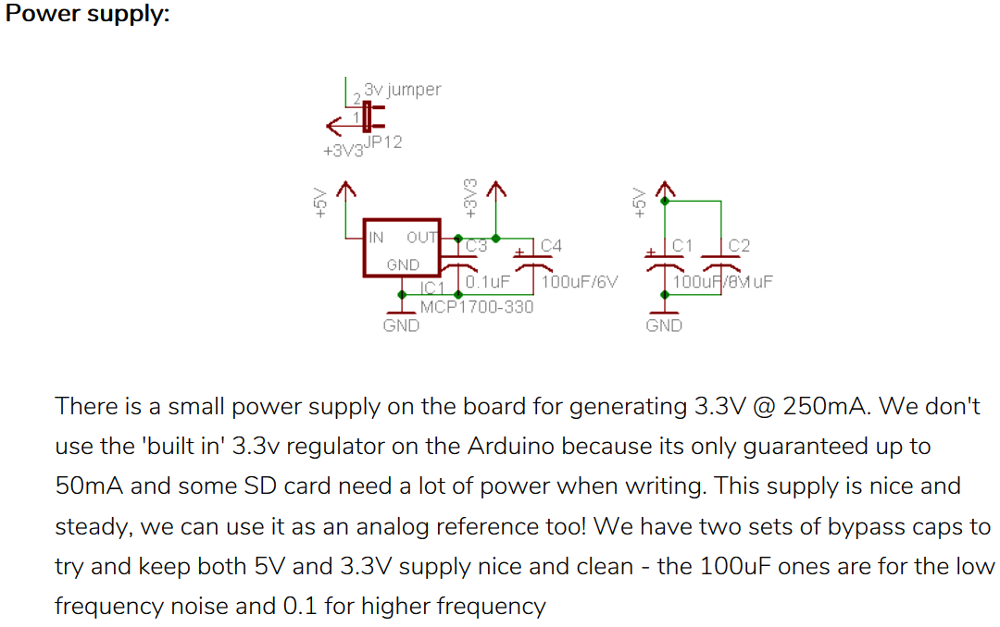 Power supply:
3v jumper
2
1
+3V3
JP12
+5V
+3V3
+5V
IN OUT
C3
C4
C1
C2
GND
IC1
0.1uF
100uF/6V
100uF/6V
MCP1700-330
GND
GND
There is a small power supply on the board for generating 3.3V @ 250mA. We don't
use the 'built in' 3.3v regulator on the Arduino because its only guaranteed up to
50mA and some SD card need a lot of power when writing. This supply is nice and
steady, we can use it as an analog reference too! We have two sets of bypass caps to
try and keep both 5V and 3.3V supply nice and clean - the 100uF ones are for the low
frequency noise and 0.1 for higher frequency